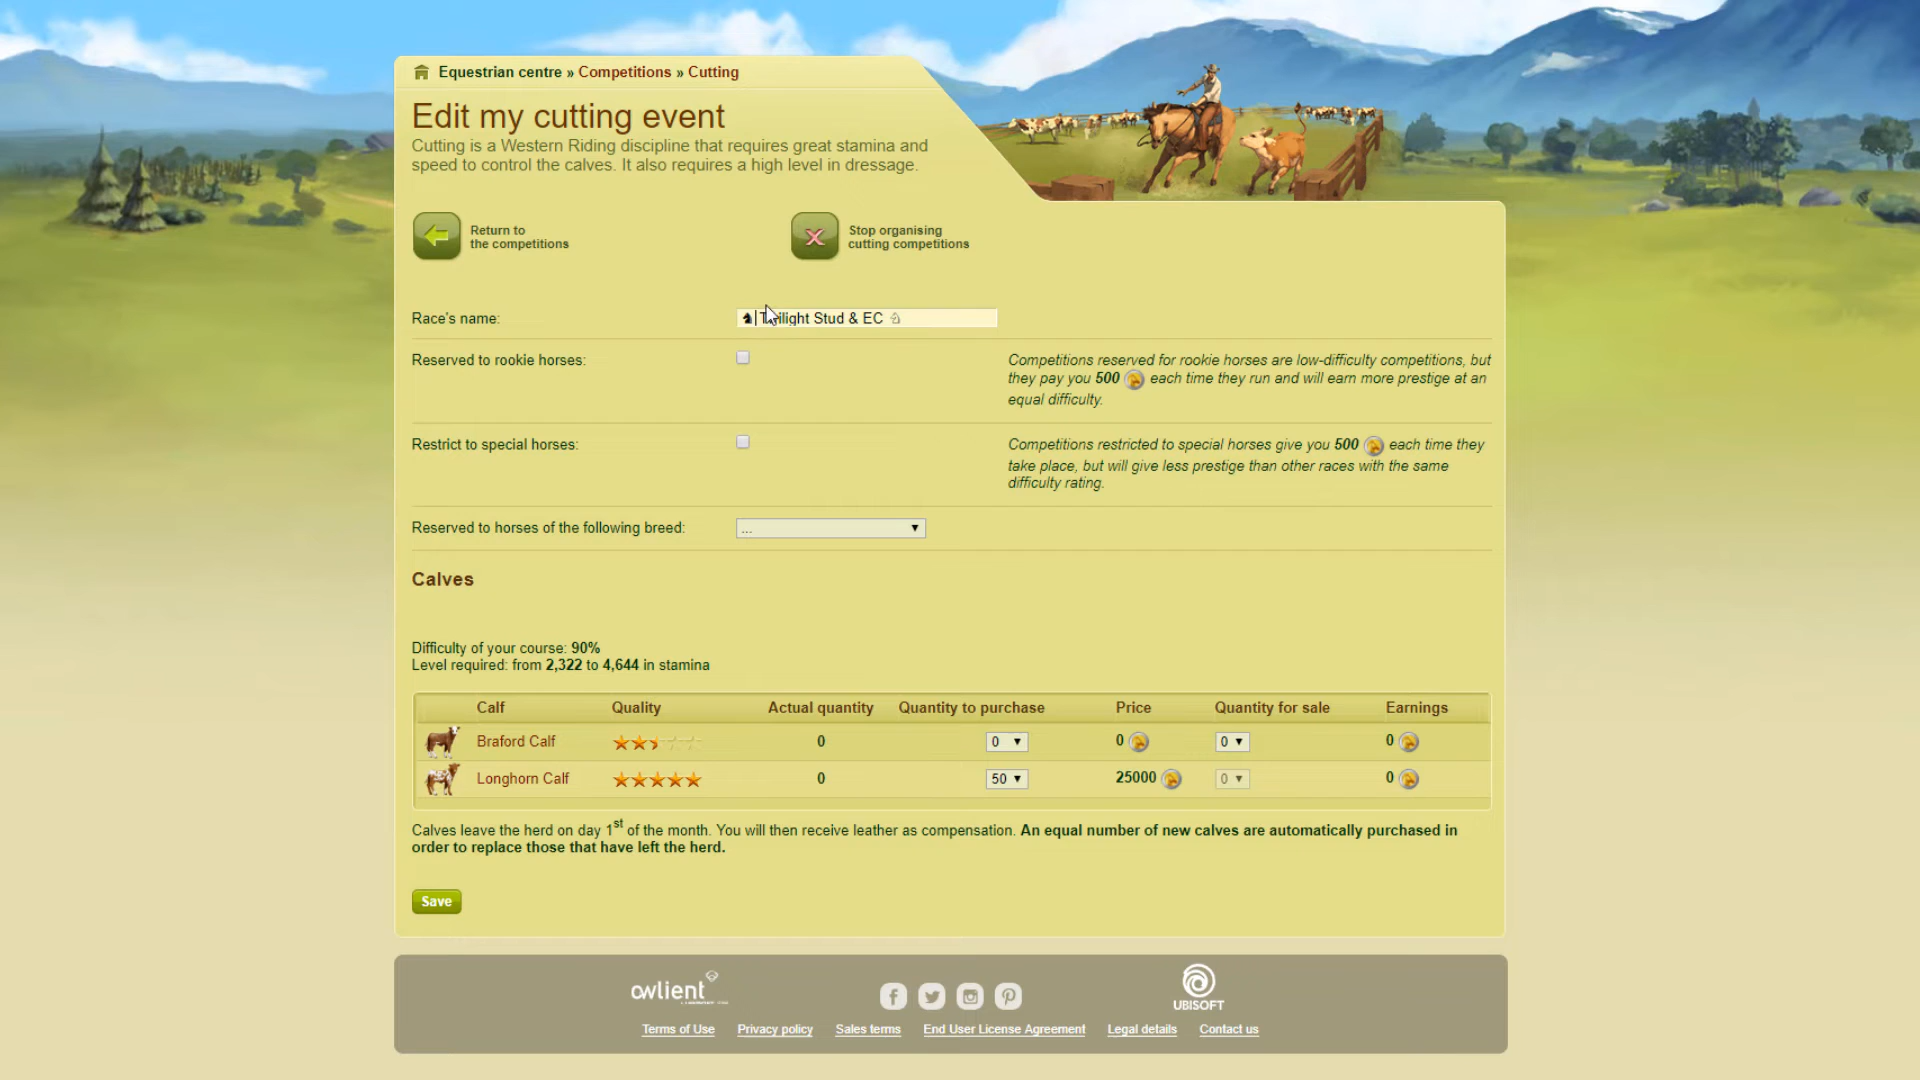 Equestrian centre » Competitions » Cutting
Edit my cutting event
Cutting is a Western Riding discipline that requires great stamina and
speed to control the calves. It also requires a high level in dressage.
Return to
the competitions
Stop organising
cutting competitions
Race's name:
♞ Twilight Stud & EC ♘
Reserved to rookie horses:
Competitions reserved for rookie horses are low-difficulty competitions, but
they pay you 500 each time they run and will earn more prestige at an
equal difficulty.
Restrict to special horses:
Competitions restricted to special horses give you 500 each time they
take place, but will give less prestige than other races with the same
difficulty rating.
Reserved to horses of the following breed:
...
Calves
Difficulty of your course: 90%
Level required: from 2,322 to 4,644 in stamina
Calf Quality Actual quantity Quantity to purchase Price Quantity for sale Earnings
Braford Calf 0 0 0 0 0
Longhorn Calf 0 50 25000 0 0
Calves leave the herd on day 1st of the month. You will then receive leather as compensation. An equal number of new calves are automatically purchased in
order to replace those that have left the herd.
Save
owlient
UBISOFT
Terms of Use Privacy policy Sales terms End User License Agreement Legal details Contact us